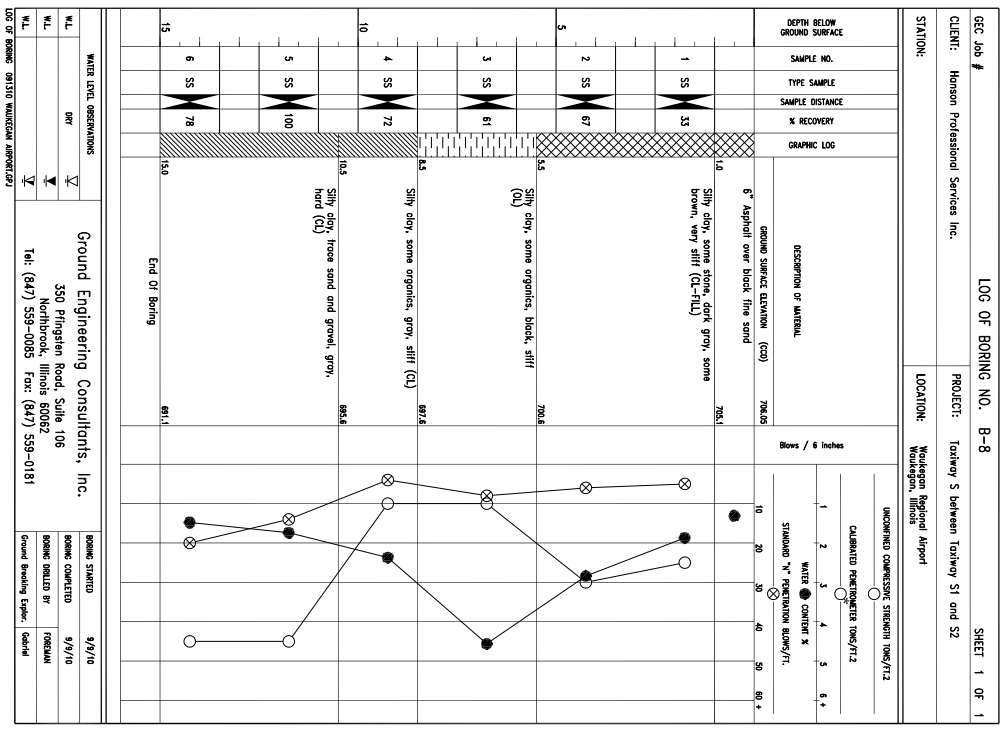 LOG OF BORING NO. B-8
SHEET 1 OF 1
GEC Job #
CLIENT: Hanson Professional Services Inc.
PROJECT: Taxiway S between Taxiway S1 and S2
STATION:
LOCATION: Waukegan Regional Airport
Waukegan, Illinois
DEPTH BELOW
GROUND SURFACE
SAMPLE NO.
TYPE SAMPLE
SAMPLE DISTANCE
% RECOVERY
GRAPHIC LOG
DESCRIPTION OF MATERIAL
GROUND SURFACE ELEVATION (CCD) 706.05
Blows / 6 inches
UNCONFINED COMPRESSIVE STRENGTH TONS/FT.2
CALIBRATED PENETROMETER TONS/FT.2
1 2 3 4 5 6+
WATER CONTENT %
STANDARD "N" PENETRATION BLOWS/FT.
10 20 30 40 50 60+
6" Asphalt over black fine sand
1.0 705.1
1 SS 33
Silty clay, some stone, dark gray, some
brown, very stiff (CL-FILL)
2 SS 67
5
5.5 700.6
Silty clay, some organics, black, stiff
(OL)
3 SS 61
8.5 697.6
Silty clay, some organics, gray, stiff (CL)
4 SS 72
10
10.5 695.6
Silty clay, trace sand and gravel, gray,
hard (CL)
5 SS 100
6 SS 78
15
15.0 691.1
End Of Boring
WATER LEVEL OBSERVATIONS
W.L. DRY
W.L.
W.L.
Ground Engineering Consultants, Inc.
350 Pfingsten Road, Suite 106
Northbrook, Illinois 60062
Tel: (847) 559-0085 Fax: (847) 559-0181
BORING STARTED 9/9/10
BORING COMPLETED 9/9/10
BORING DRILLED BY FOREMAN
Ground Breaking Explor. Gabriel
LOG OF BORING 091310 WAUKEGAN AIRPORT.GPJ